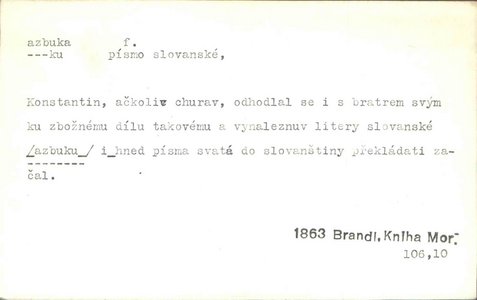 azbuka f.
---ku písmo slovanské,
Konstantin, ačkoliv churav, odhodlal se i s bratrem svým
ku zbožnému dílu takovému a vynaleznuv litery slovanské
/azbuku / i hned písma svatá do slovanštiny překládati za-
čal.
1863 Brandl, Kniha Mor.
106,10